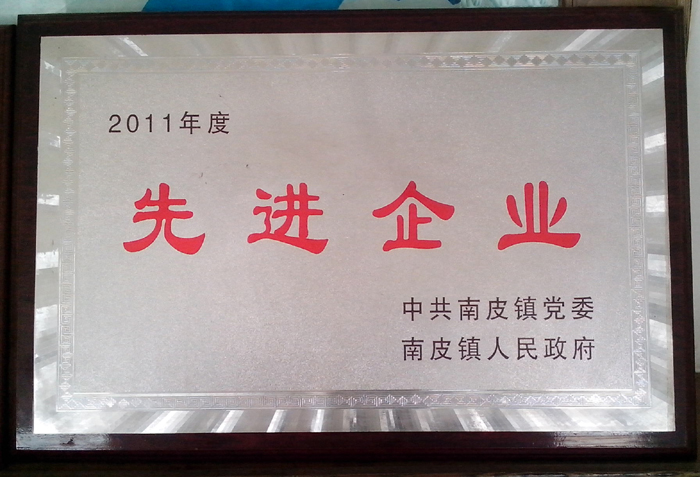 2011年度
先进企业
中共南皮镇党委
南皮镇人民政府